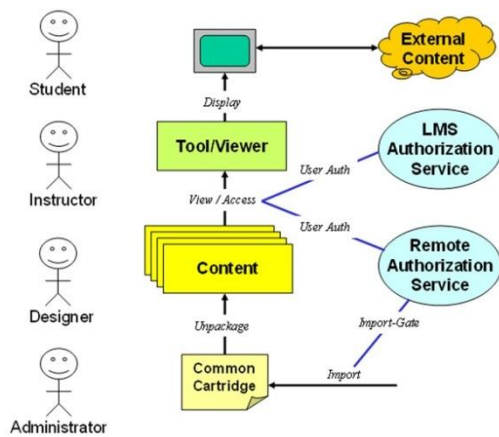 Student
External
Content
Display
Tool/Viewer
LMS
Authorization
Service
Instructor
User Auth
View / Access
User Auth
Content
Remote
Authorization
Service
Designer
Unpackage
Import-Gate
Common
Cartridge
Import
Administrator